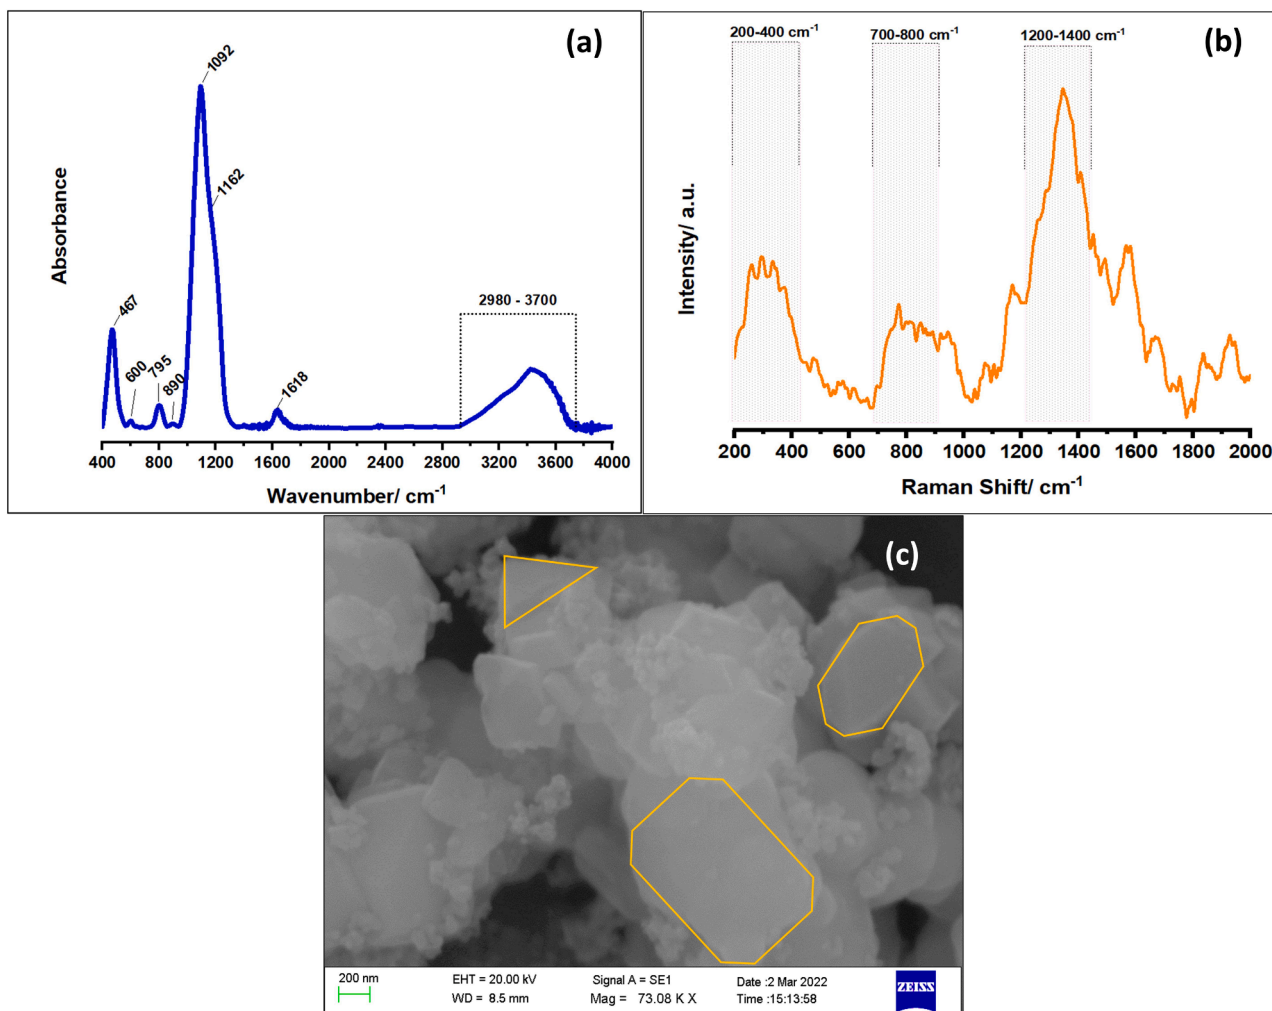 (a)
1092
1162
467
600
795
890
1618
2980 - 3700
Absorbance
400 800 1200 1600 2000 2400 2800 3200 3600 4000
Wavenumber/ cm-1
(b)
200-400 cm-1
700-800 cm-1
1200-1400 cm-1
Intensity/ a.u.
200 400 600 800 1000 1200 1400 1600 1800 2000
Raman Shift/ cm-1
(c)
200 nm
EHT = 20.00 kV
WD = 8.5 mm
Signal A = SE1
Mag = 73.08 K X
Date :2 Mar 2022
Time :15:13:58
ZEISS